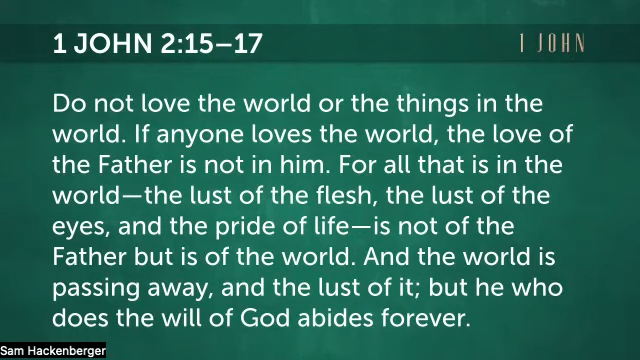 1 JOHN 2:15–17
1 JOHN
Do not love the world or the things in the
world. If anyone loves the world, the love of
the Father is not in him. For all that is in the
world—the lust of the flesh, the lust of the
eyes, and the pride of life—is not of the
Father but is of the world. And the world is
passing away, and the lust of it; but he who
does the will of God abides forever.
Sam Hackenberger